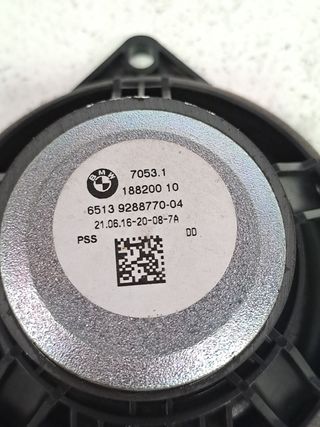 BMW
7053.1
188200 10
6513 9288770-04
21.06.16-20-08-7A
PSS DD